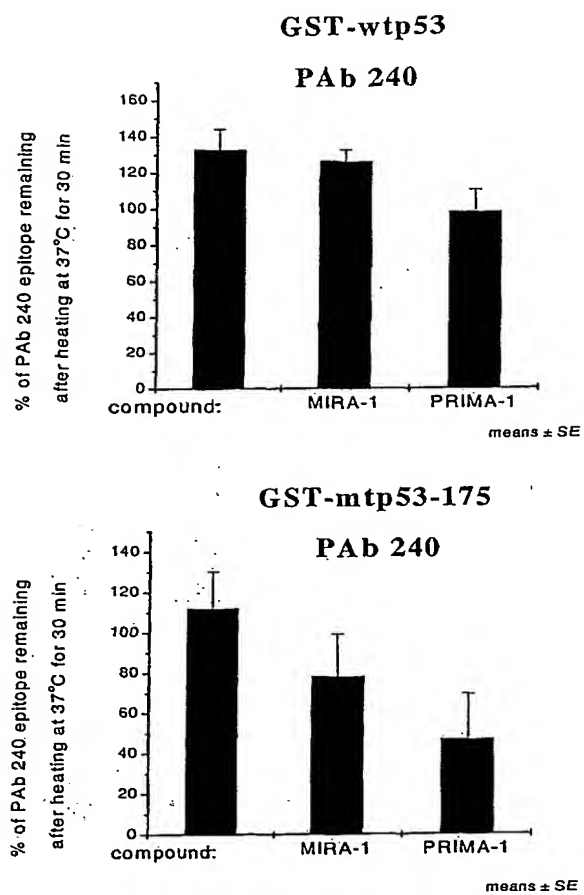 GST-wtp53
PAb 240
% of PAb 240 epitope remaining
after heating at 37°C for 30 min
160
140
120
100
80
60
40
20
0
compound:
MIRA-1
PRIMA-1
means ± SE
GST-mtp53-175
PAb 240
% of PAb 240 epitope remaining
after heating at 37°C for 30 min
140
120
100
80
60
40
20
0
compound:
MIRA-1
PRIMA-1
means ± SE